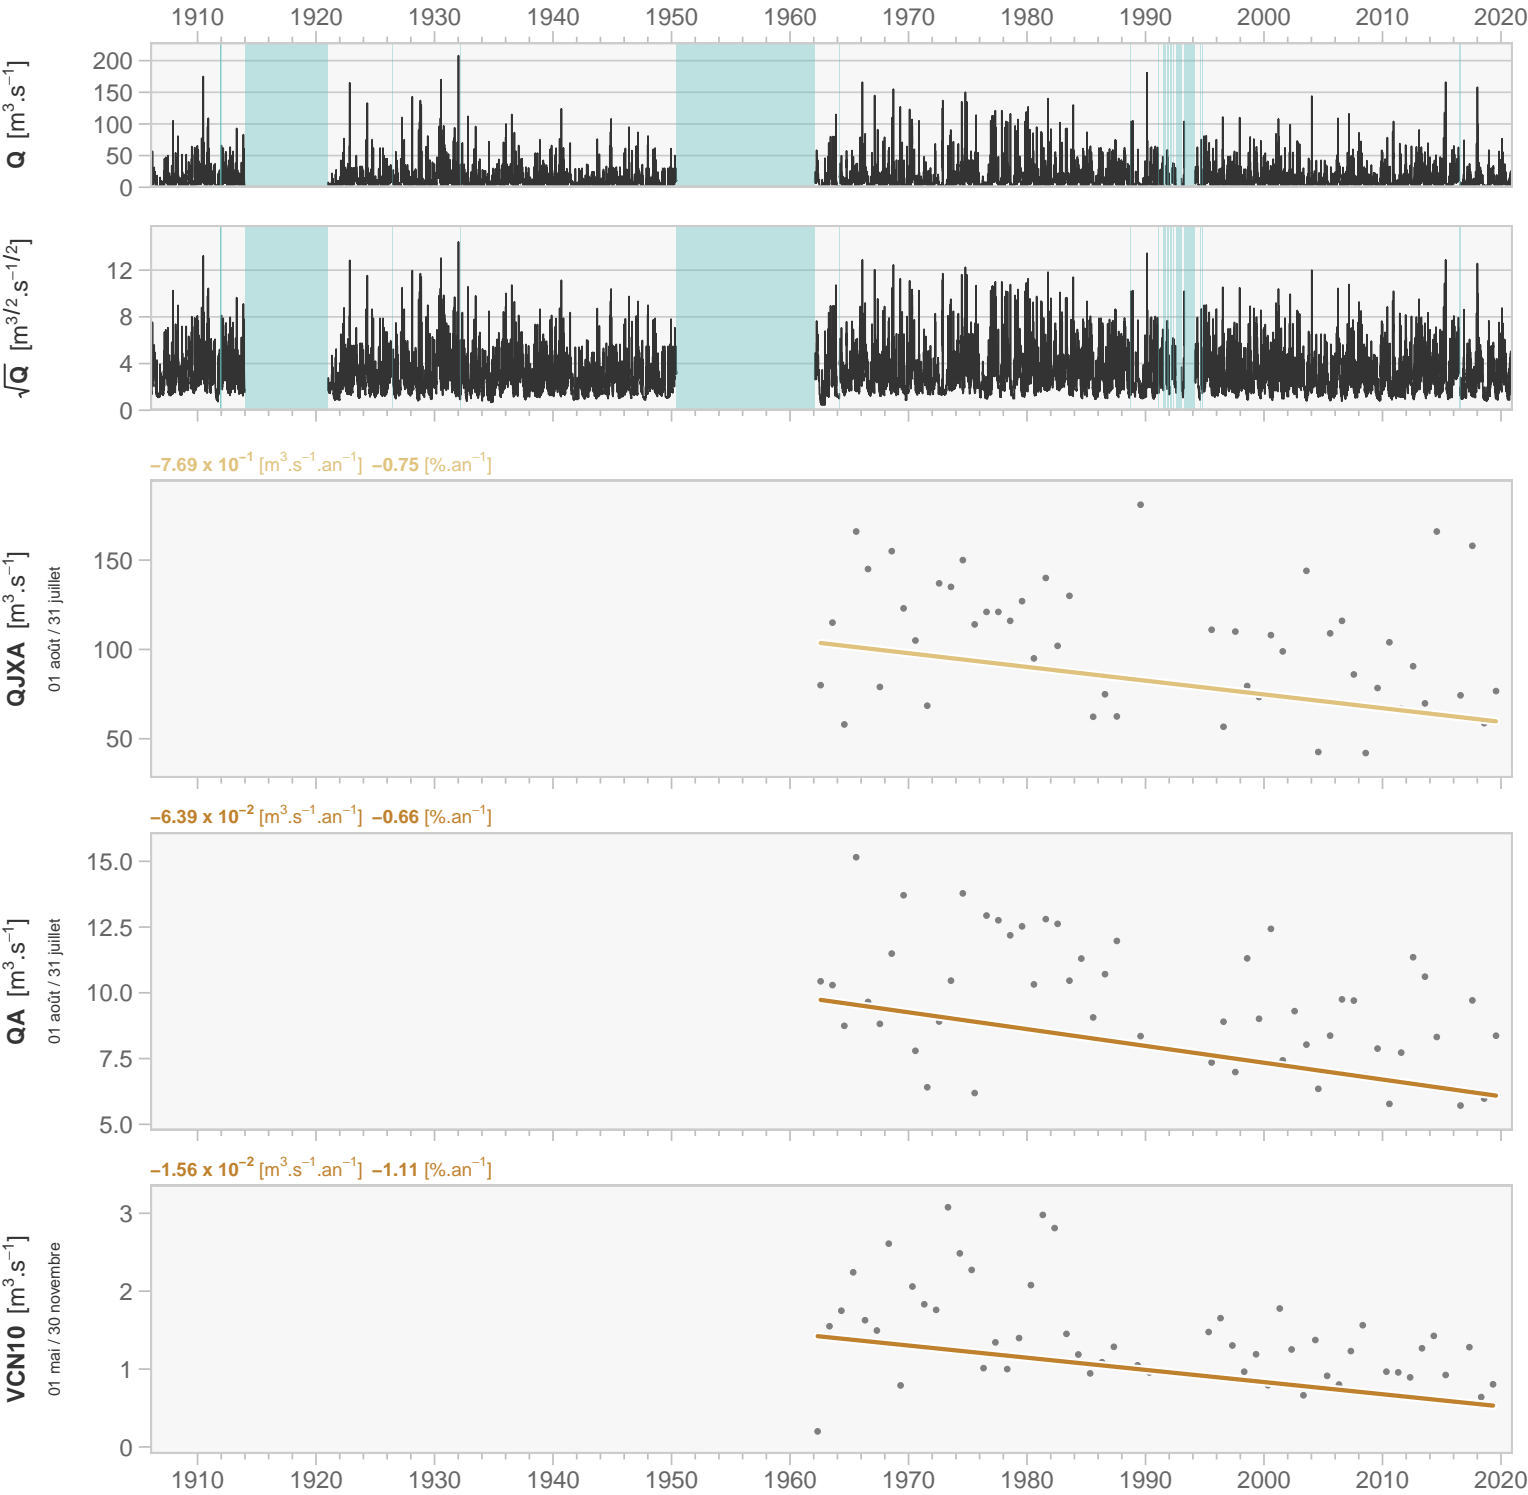 1910 1920 1930 1940 1950 1960 1970 1980 1990 2000 2010 2020
Q [m³.s⁻¹]
200
150
100
50
0
√Q [m³ᐟ².s⁻¹ᐟ²]
12
8
4
0
−7.69 x 10⁻¹ [m³.s⁻¹.an⁻¹] −0.75 [%.an⁻¹]
QJXA [m³.s⁻¹]
01 août / 31 juillet
150
100
50
−6.39 x 10⁻² [m³.s⁻¹.an⁻¹] −0.66 [%.an⁻¹]
QA [m³.s⁻¹]
01 août / 31 juillet
15.0
12.5
10.0
7.5
5.0
−1.56 x 10⁻² [m³.s⁻¹.an⁻¹] −1.11 [%.an⁻¹]
VCN10 [m³.s⁻¹]
01 mai / 30 novembre
3
2
1
0
1910 1920 1930 1940 1950 1960 1970 1980 1990 2000 2010 2020